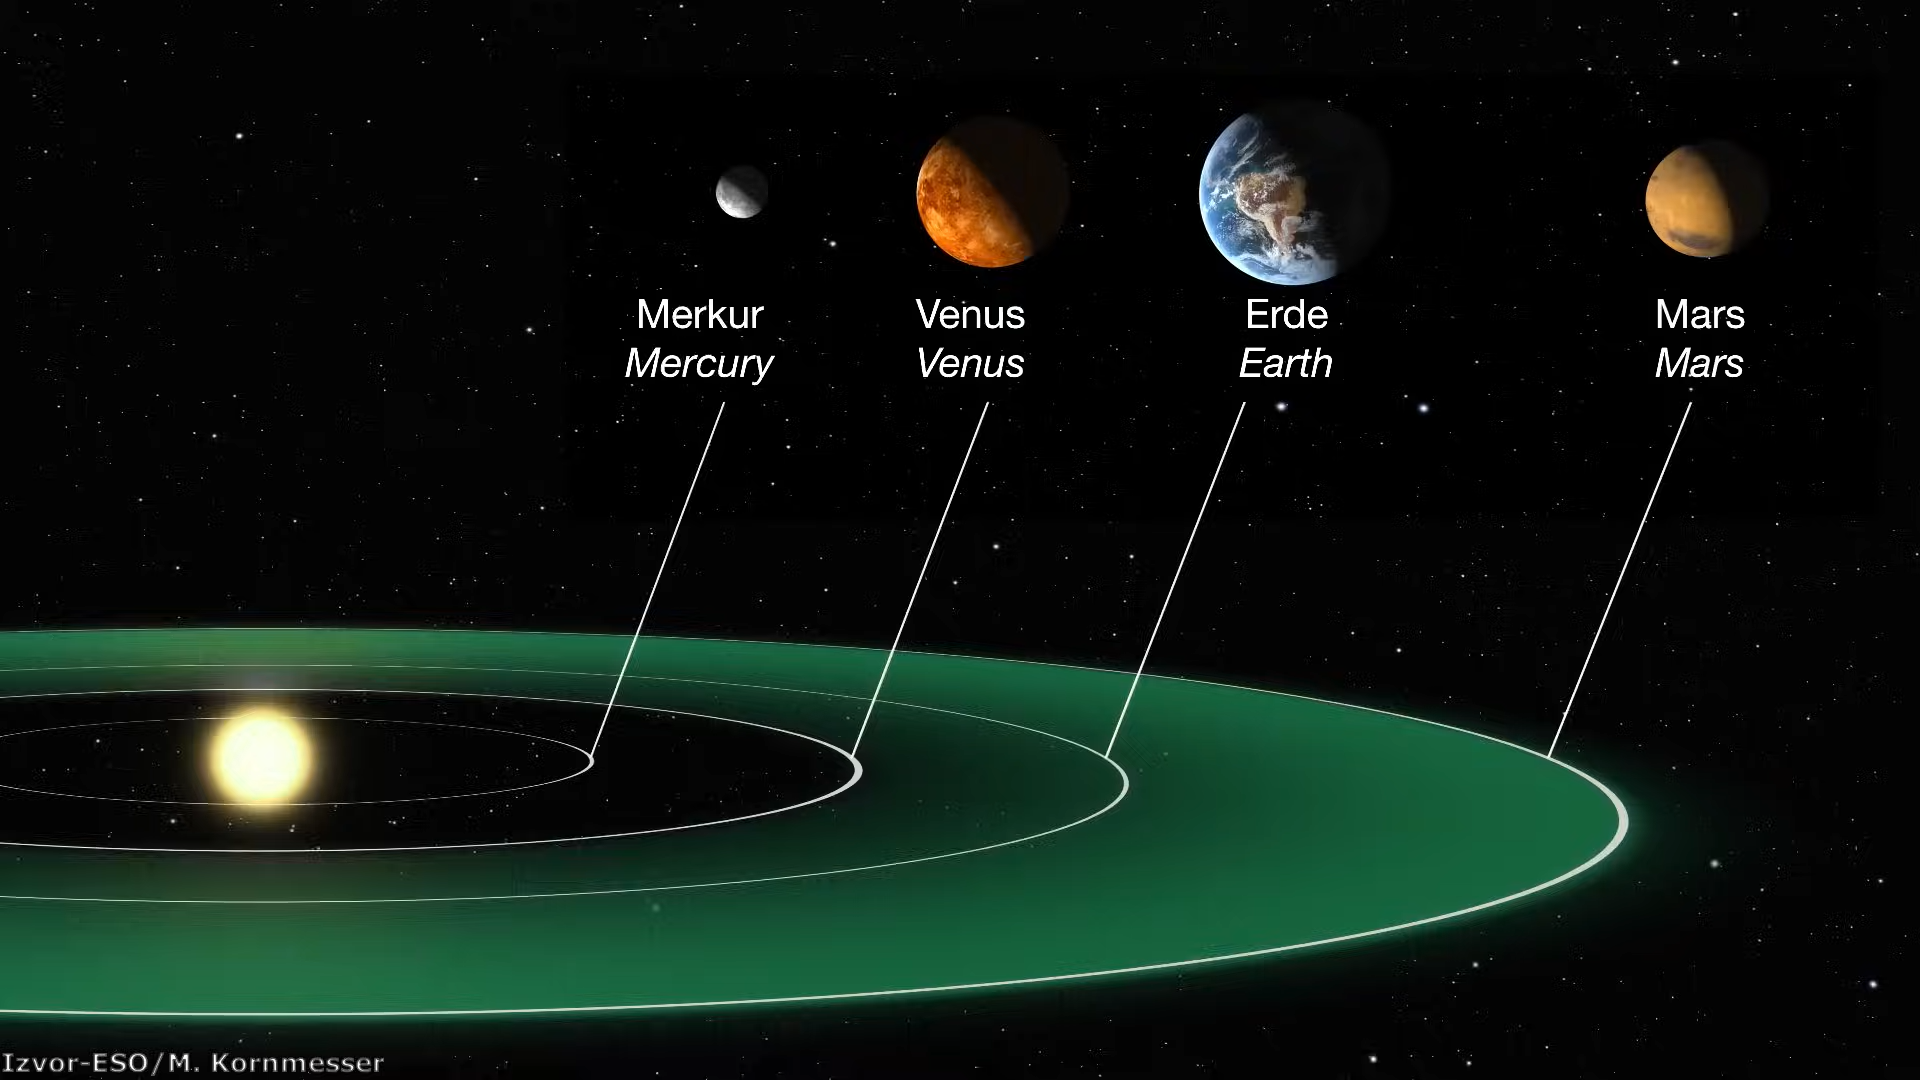 Merkur
Mercury
Venus
Venus
Erde
Earth
Mars
Mars
Izvor-ESO/M. Kornmesser